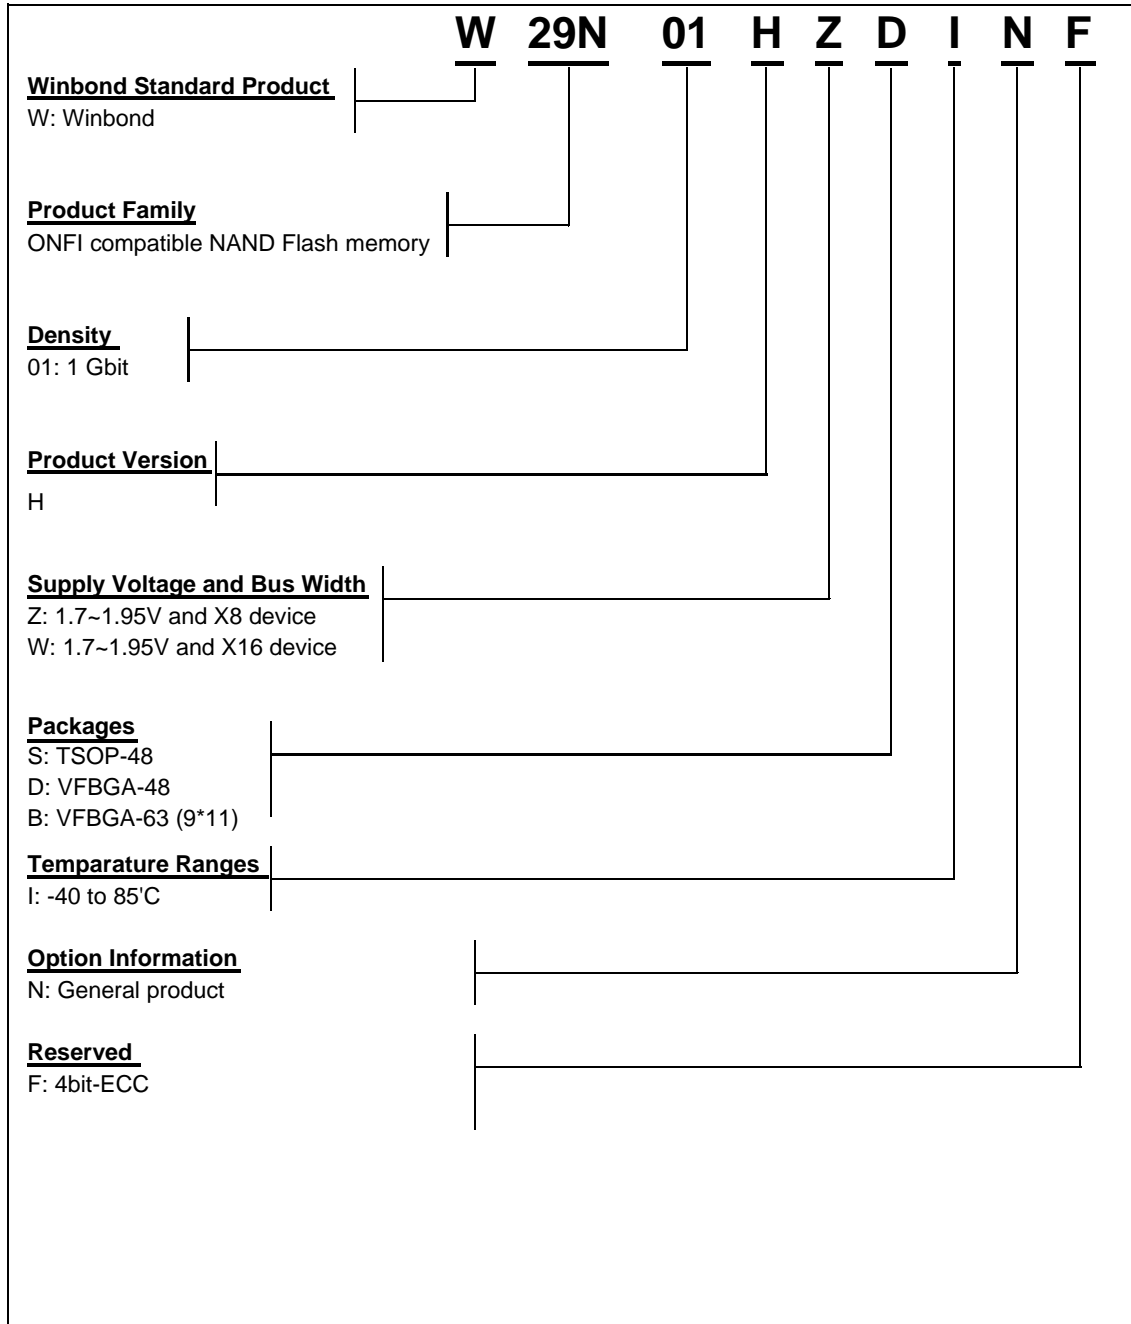 W 29N 01 H Z D I N F
Winbond Standard Product
W: Winbond
Product Family
ONFI compatible NAND Flash memory
Density
01: 1 Gbit
Product Version
H
Supply Voltage and Bus Width
Z: 1.7~1.95V and X8 device
W: 1.7~1.95V and X16 device
Packages
S: TSOP-48
D: VFBGA-48
B: VFBGA-63 (9*11)
Temparature Ranges
I: -40 to 85'C
Option Information
N: General product
Reserved
F: 4bit-ECC